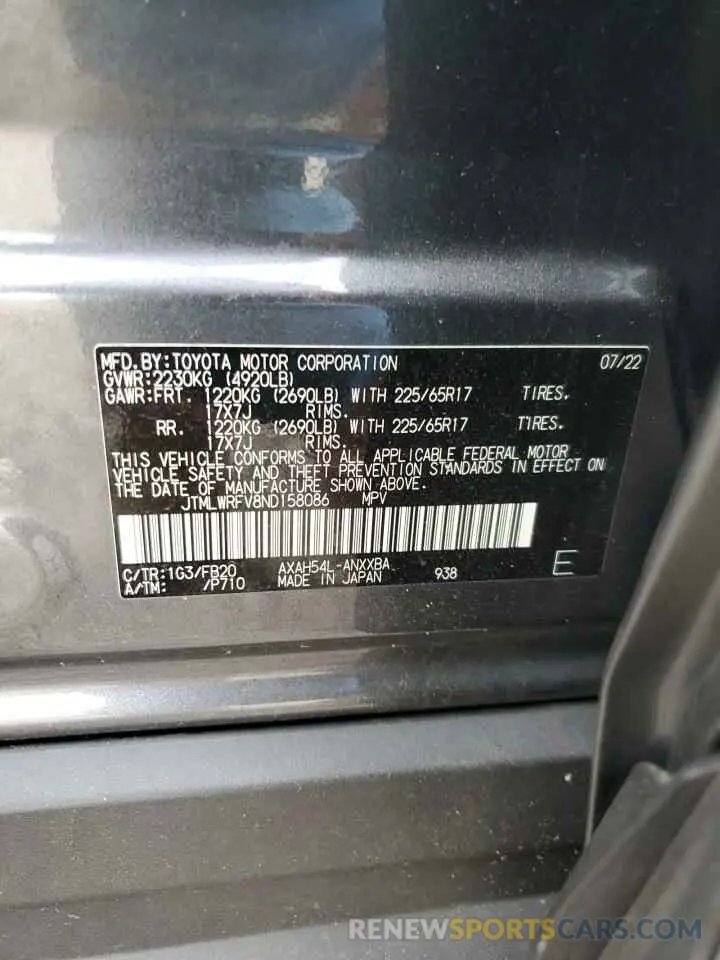 MFD.BY:TOYOTA MOTOR CORPORATION 07/22
GVWR:2230KG (4920LB)
GAWR:FRT. 1220KG (2690LB) WITH 225/65R17 TIRES.
17X7J RIMS.
RR. 1220KG (2690LB) WITH 225/65R17 TIRES.
17X7J RIMS.
THIS VEHICLE CONFORMS TO ALL APPLICABLE FEDERAL MOTOR
VEHICLE SAFETY AND THEFT PREVENTION STANDARDS IN EFFECT ON
THE DATE OF MANUFACTURE SHOWN ABOVE.
JTMLWRFV8ND158086 MPV
C/TR:1G3/FB20 AXAH54L-ANXXBA
A/TM: /P710 MADE IN JAPAN 938 E
RENEWSPORTSCARS.COM